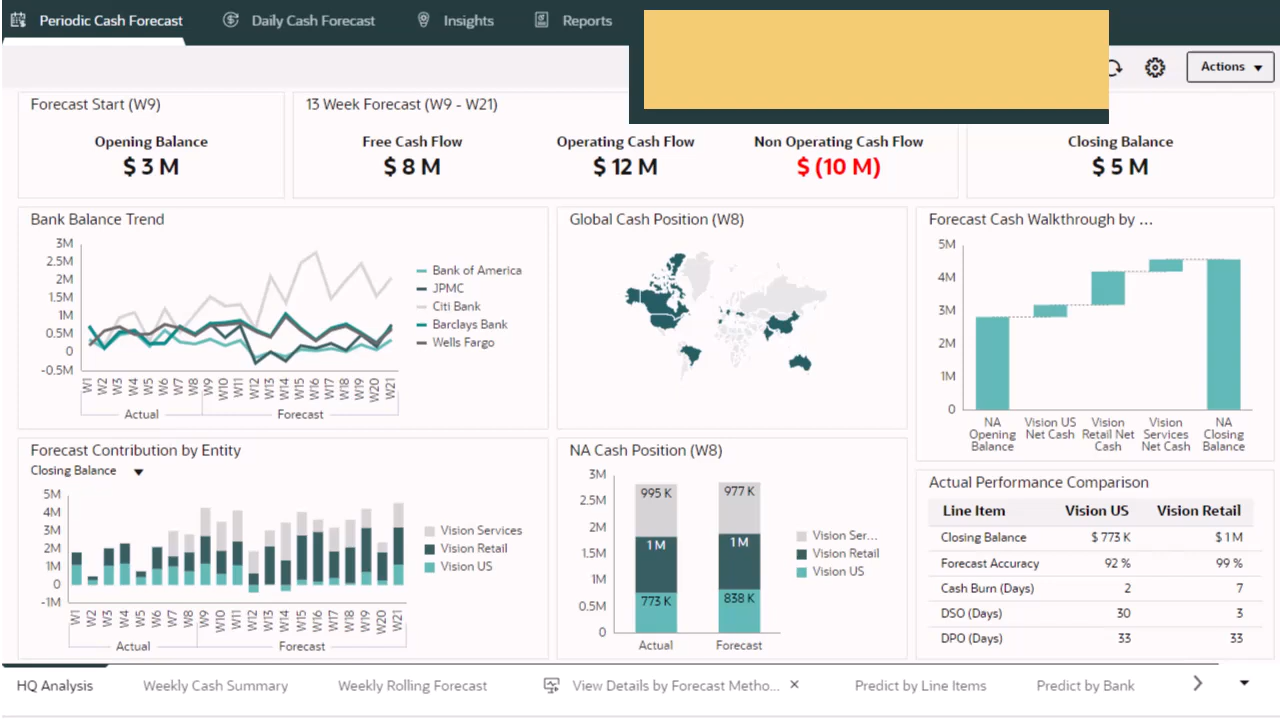 Periodic Cash Forecast Daily Cash Forecast Insights Reports
Actions
Forecast Start (W9)
Opening Balance
$ 3 M
13 Week Forecast (W9 - W21)
Free Cash Flow Operating Cash Flow Non Operating Cash Flow
$ 8 M $ 12 M $ (10 M)
Closing Balance
$ 5 M
Bank Balance Trend
3M
2.5M
2M
1.5M
1M
0.5M
0
-0.5M
W1 W2 W3 W4 W5 W6 W7 W8 W9 W10 W11 W12 W13 W14 W15 W16 W17 W18 W19 W20 W21
Actual Forecast
Bank of America
JPMC
Citi Bank
Barclays Bank
Wells Fargo
Global Cash Position (W8)
Forecast Cash Walkthrough by ...
5M
4M
3M
2M
1M
0
NA Opening Balance
Vision US Net Cash
Vision Retail Net Cash
Vision Services Net Cash
NA Closing Balance
Forecast Contribution by Entity
Closing Balance
5M
4M
3M
2M
1M
0
-1M
W1 W2 W3 W4 W5 W6 W7 W8 W9 W10 W11 W12 W13 W14 W15 W16 W17 W18 W19 W20 W21
Actual Forecast
Vision Services
Vision Retail
Vision US
NA Cash Position (W8)
3M
2.5M
2M
1.5M
1M
0.5M
0
995 K 977 K
1 M 1 M
773 K 838 K
Actual Forecast
Vision Ser...
Vision Retail
Vision US
Actual Performance Comparison
Line Item Vision US Vision Retail
Closing Balance $ 773 K $ 1 M
Forecast Accuracy 92 % 99 %
Cash Burn (Days) 2 7
DSO (Days) 30 3
DPO (Days) 33 33
HQ Analysis Weekly Cash Summary Weekly Rolling Forecast View Details by Forecast Metho... Predict by Line Items Predict by Bank